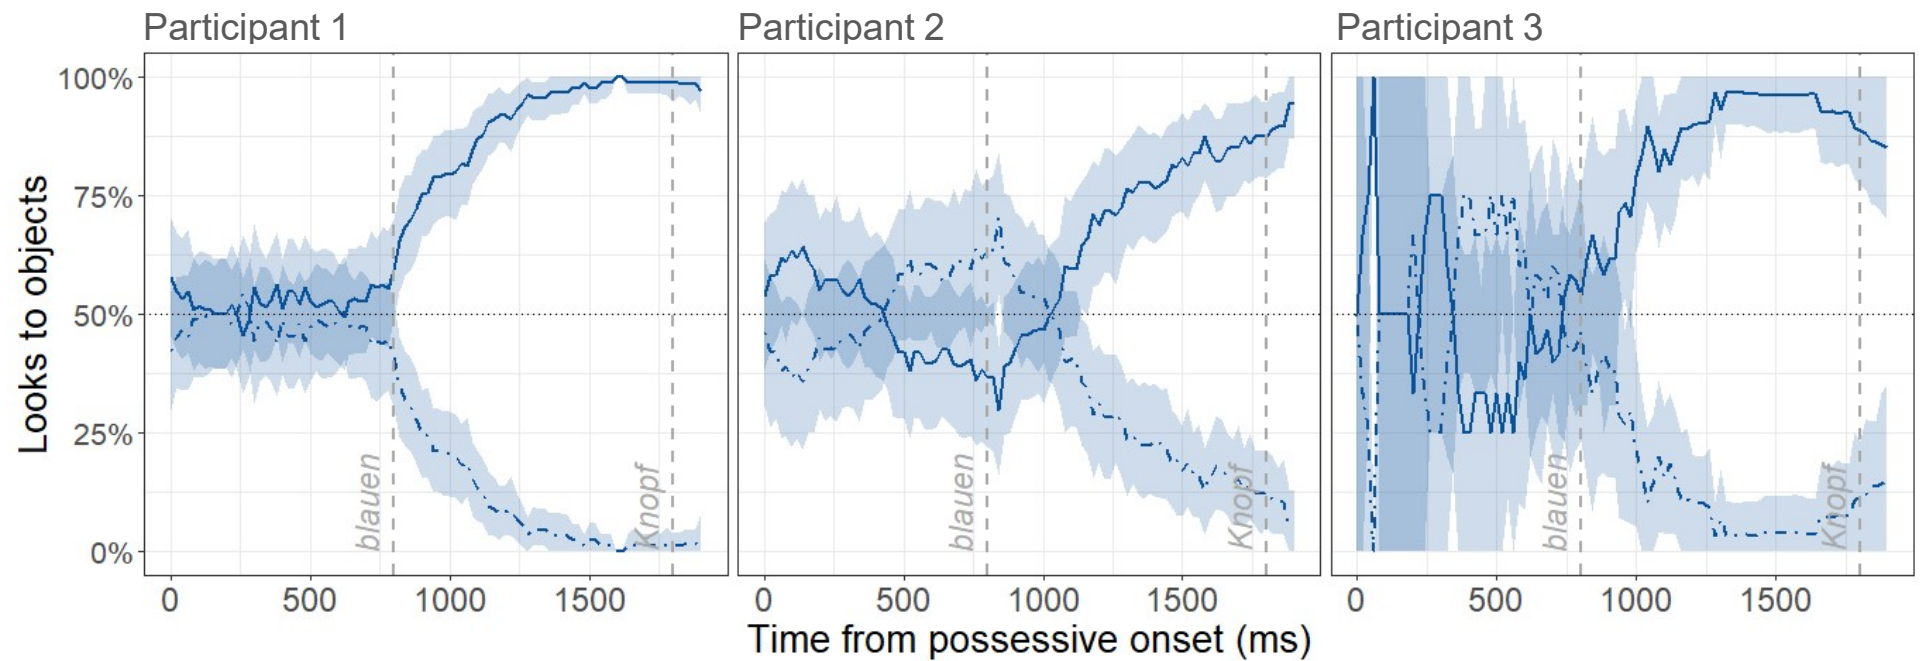 Participant 1
Participant 2
Participant 3
Looks to objects
100%
75%
50%
25%
0%
blauen
Knopf
blauen
Knopf
blauen
Knopf
0 500 1000 1500
0 500 1000 1500
0 500 1000 1500
Time from possessive onset (ms)